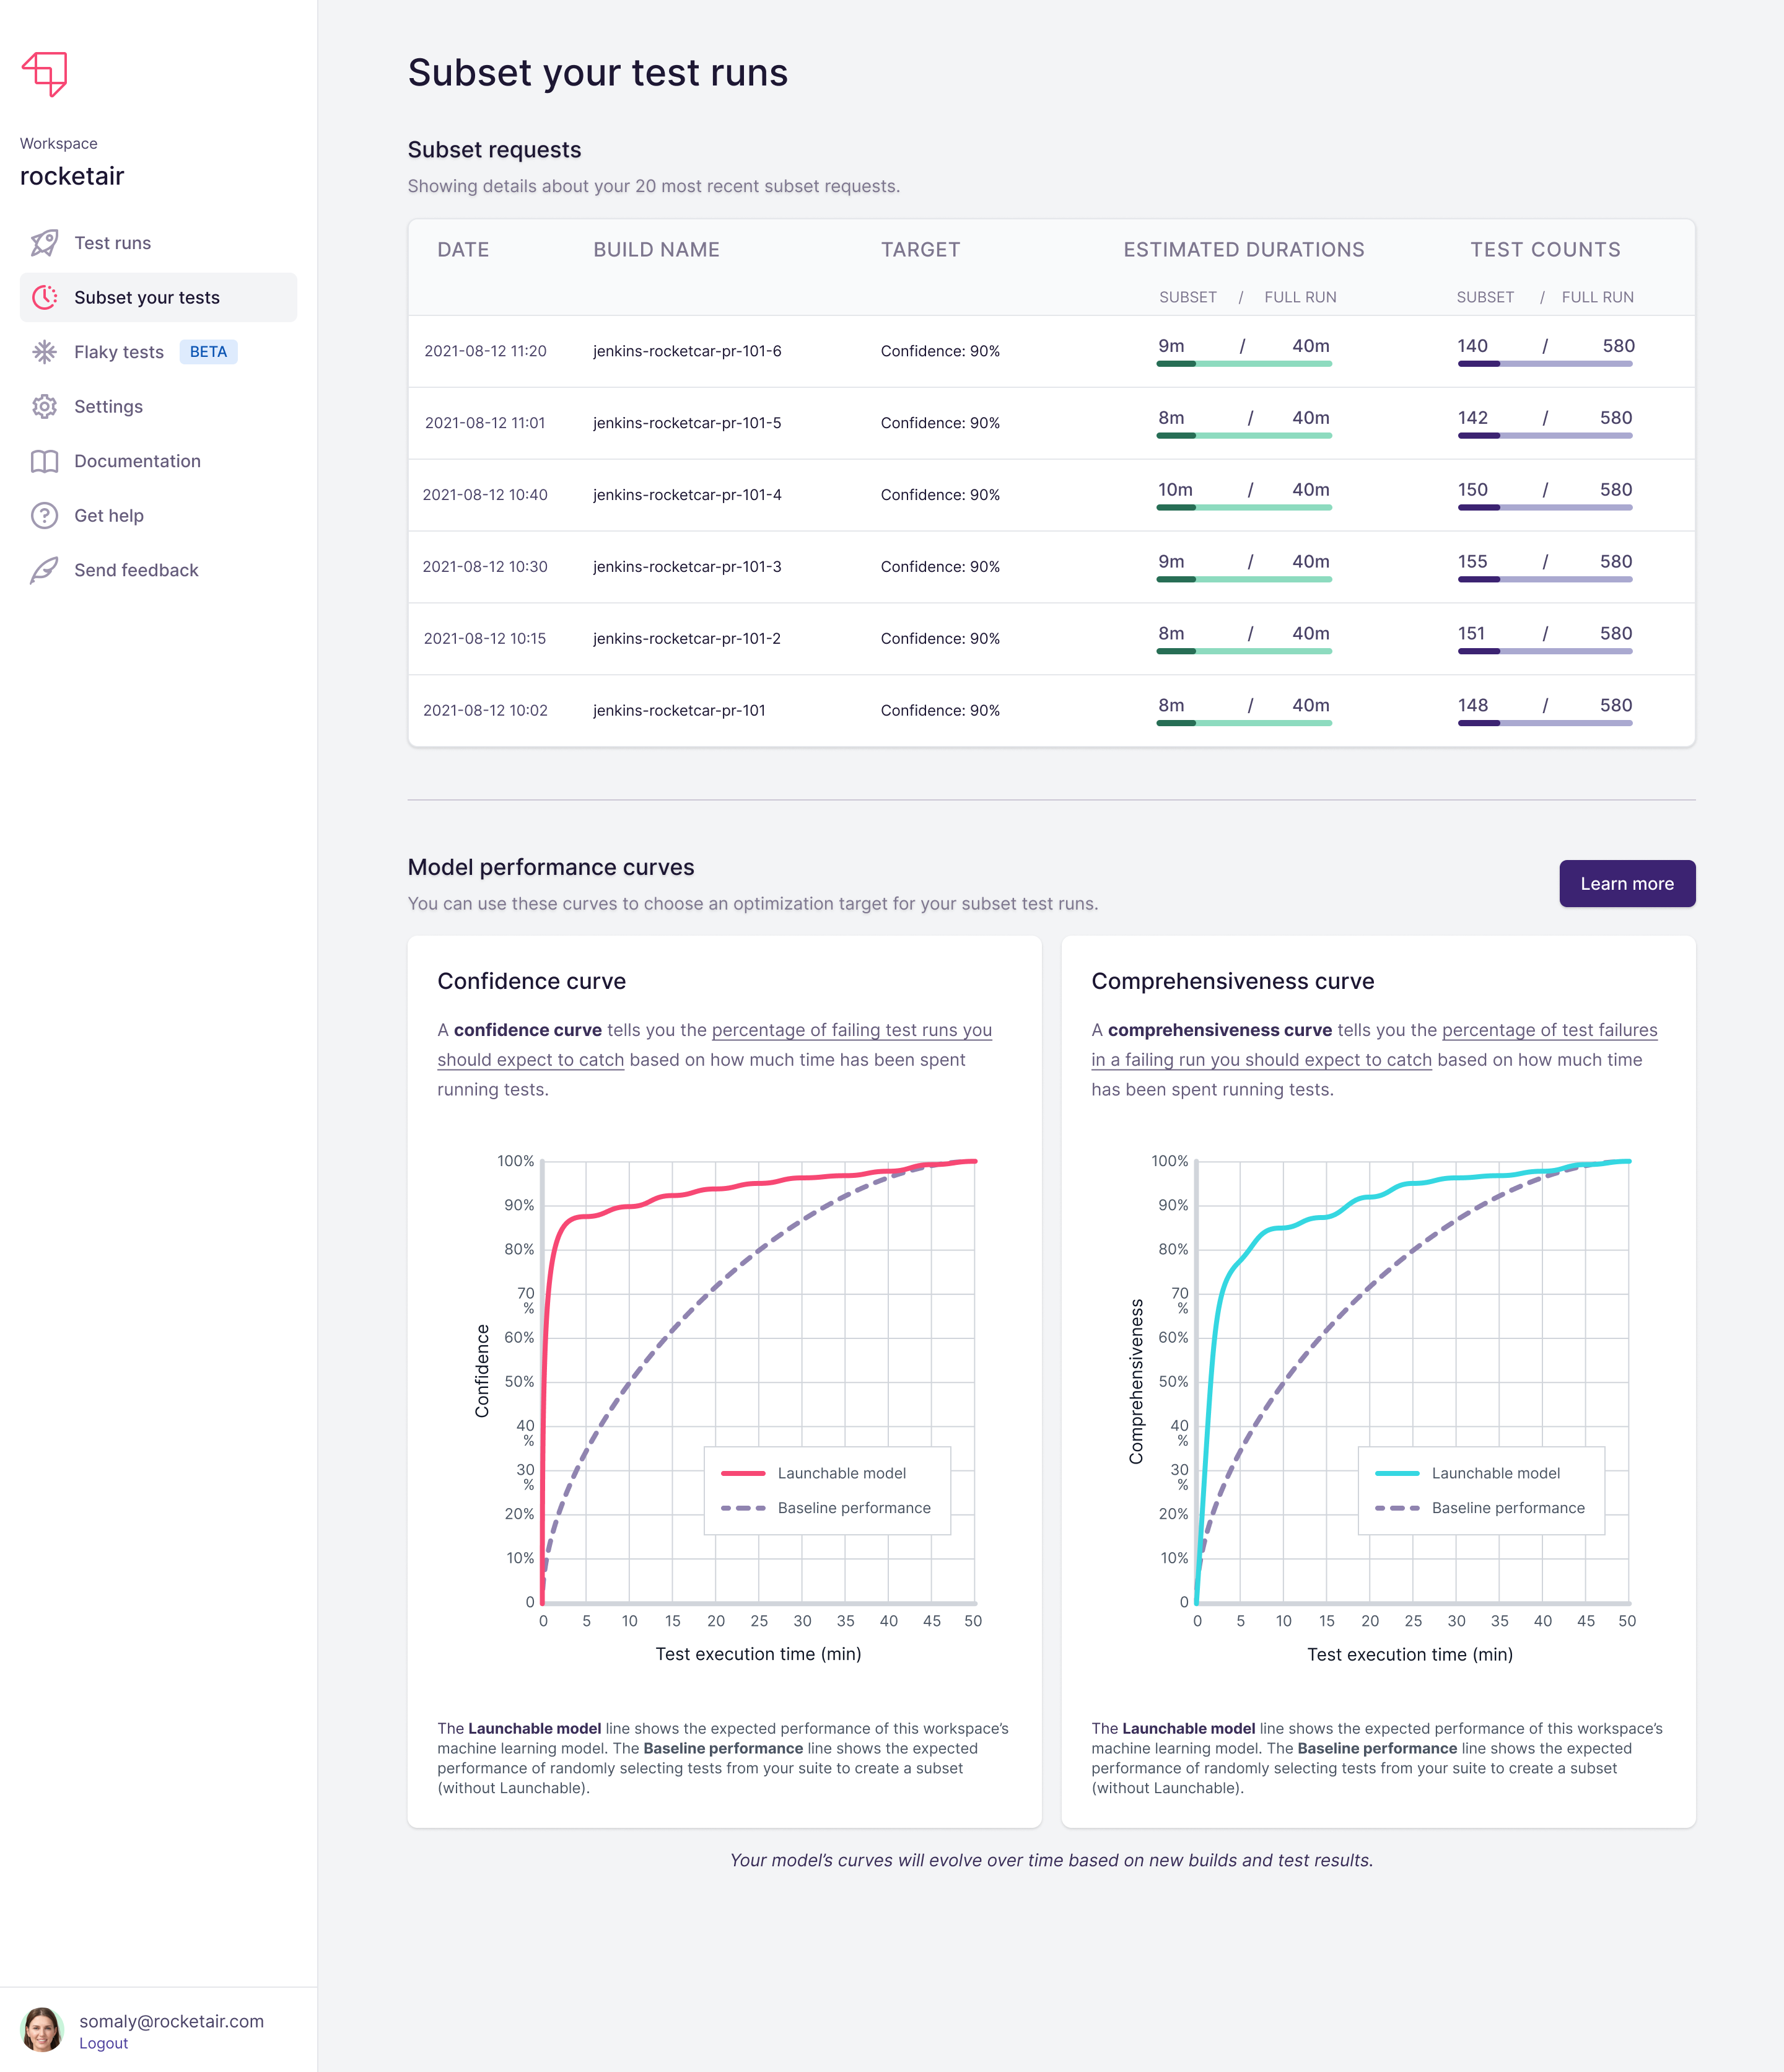 Workspace
rocketair
Test runs
Subset your tests
Flaky tests BETA
Settings
Documentation
Get help
Send feedback
somaly@rocketair.com
Logout
Subset your test runs
Subset requests
Showing details about your 20 most recent subset requests.
DATE BUILD NAME TARGET ESTIMATED DURATIONS TEST COUNTS
SUBSET / FULL RUN SUBSET / FULL RUN
2021-08-12 11:20 jenkins-rocketcar-pr-101-6 Confidence: 90% 9m / 40m 140 / 580
2021-08-12 11:01 jenkins-rocketcar-pr-101-5 Confidence: 90% 8m / 40m 142 / 580
2021-08-12 10:40 jenkins-rocketcar-pr-101-4 Confidence: 90% 10m / 40m 150 / 580
2021-08-12 10:30 jenkins-rocketcar-pr-101-3 Confidence: 90% 9m / 40m 155 / 580
2021-08-12 10:15 jenkins-rocketcar-pr-101-2 Confidence: 90% 8m / 40m 151 / 580
2021-08-12 10:02 jenkins-rocketcar-pr-101 Confidence: 90% 8m / 40m 148 / 580
Model performance curves
You can use these curves to choose an optimization target for your subset test runs.
Learn more
Confidence curve
A confidence curve tells you the percentage of failing test runs you
should expect to catch based on how much time has been spent
running tests.
100%
90%
80%
70
%
60%
50%
40
%
30
%
20%
10%
0
Confidence
Launchable model
Baseline performance
0 5 10 15 20 25 30 35 40 45 50
Test execution time (min)
The Launchable model line shows the expected performance of this workspace’s
machine learning model. The Baseline performance line shows the expected
performance of randomly selecting tests from your suite to create a subset
(without Launchable).
Comprehensiveness curve
A comprehensiveness curve tells you the percentage of test failures
in a failing run you should expect to catch based on how much time
has been spent running tests.
100%
90%
80%
70
%
60%
50%
40
%
30
%
20%
10%
0
Comprehensiveness
Launchable model
Baseline performance
0 5 10 15 20 25 30 35 40 45 50
Test execution time (min)
The Launchable model line shows the expected performance of this workspace’s
machine learning model. The Baseline performance line shows the expected
performance of randomly selecting tests from your suite to create a subset
(without Launchable).
Your model’s curves will evolve over time based on new builds and test results.